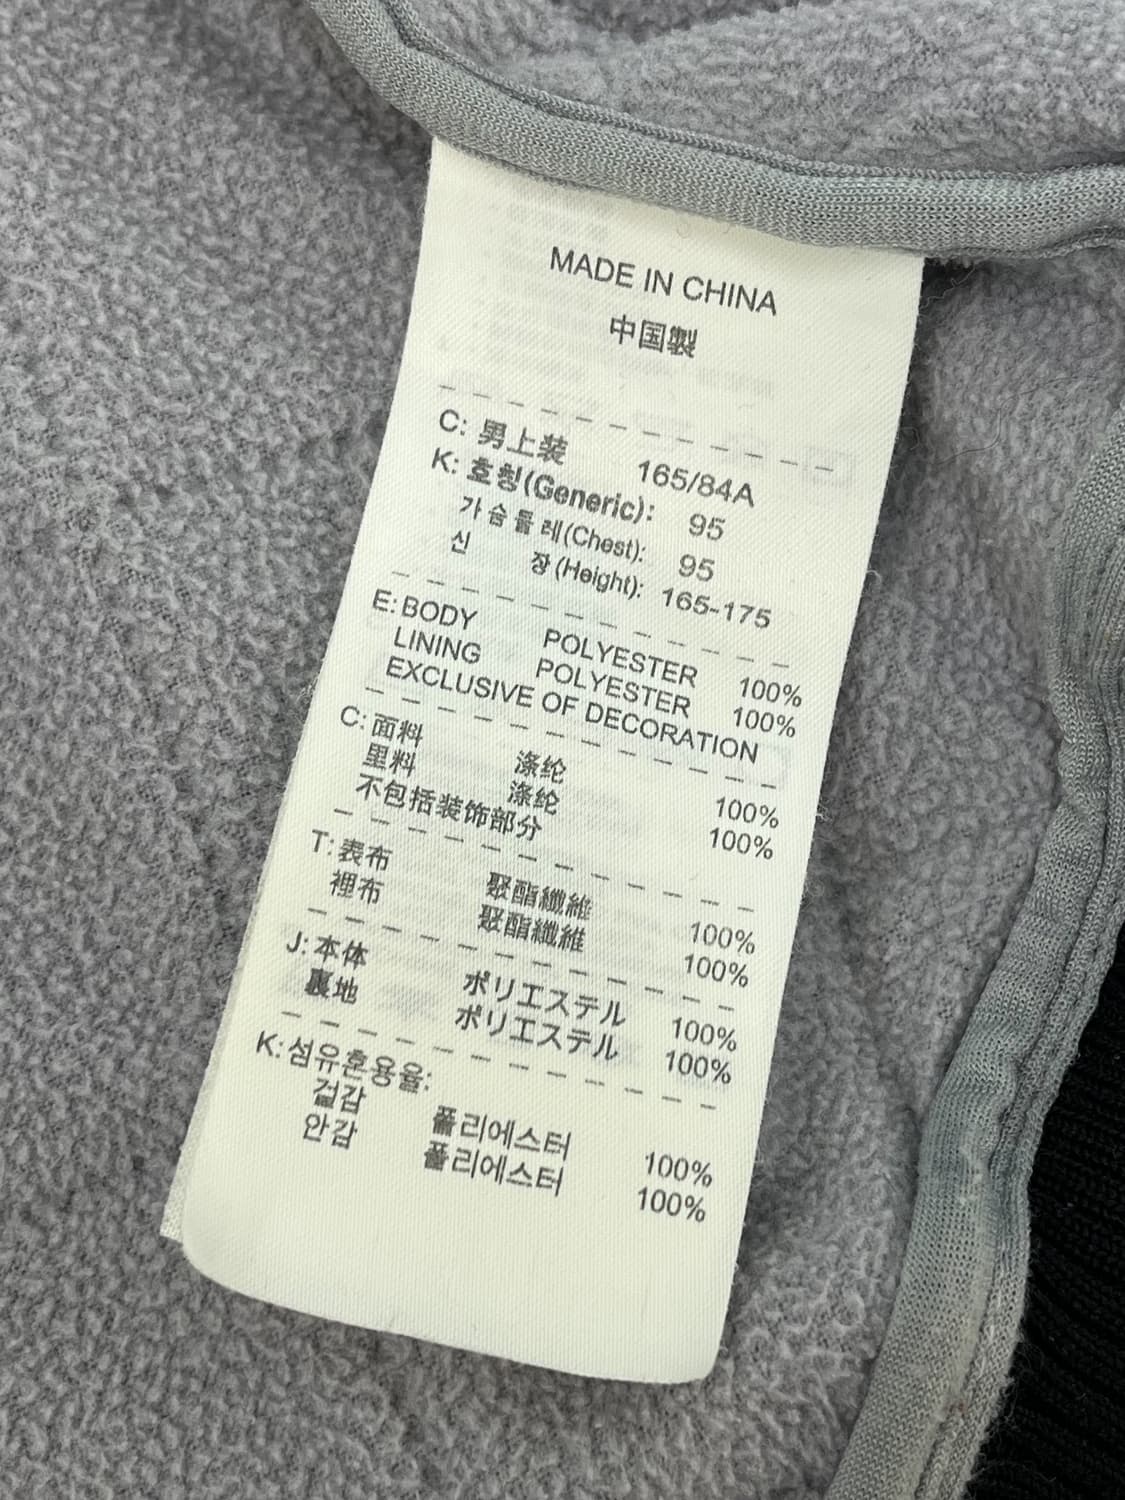 MADE IN CHINA
中国製
C: 男上装 165/84A
K: 호칭(Generic): 95
가슴둘레(Chest): 95
신 장(Height): 165-175
E: BODY POLYESTER 100%
LINING POLYESTER 100%
EXCLUSIVE OF DECORATION
C: 面料 涤纶 100%
里料 涤纶 100%
不包括装饰部分
T: 表布 聚酯纖維 100%
裡布 聚酯纖維 100%
J: 本体 ポリエステル 100%
裏地 ポリエステル 100%
K: 섬유혼용율:
겉감 폴리에스터 100%
안감 폴리에스터 100%